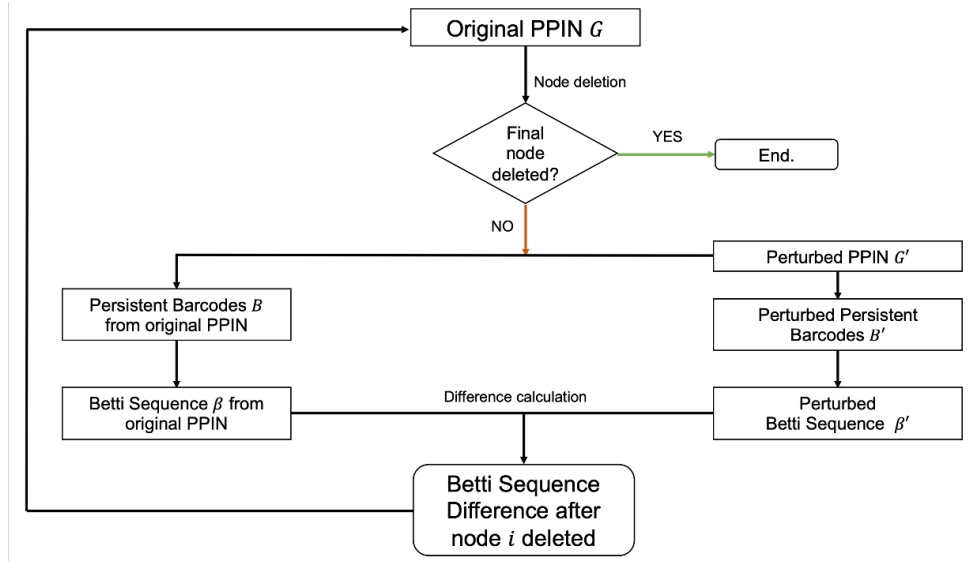 Original PPIN G
Node deletion
Final
node
deleted?
YES
End.
NO
Perturbed PPIN G′
Persistent Barcodes B
from original PPIN
Perturbed Persistent
Barcodes B′
Betti Sequence β from
original PPIN
Difference calculation
Perturbed
Betti Sequence β′
Betti Sequence
Difference after
node i deleted